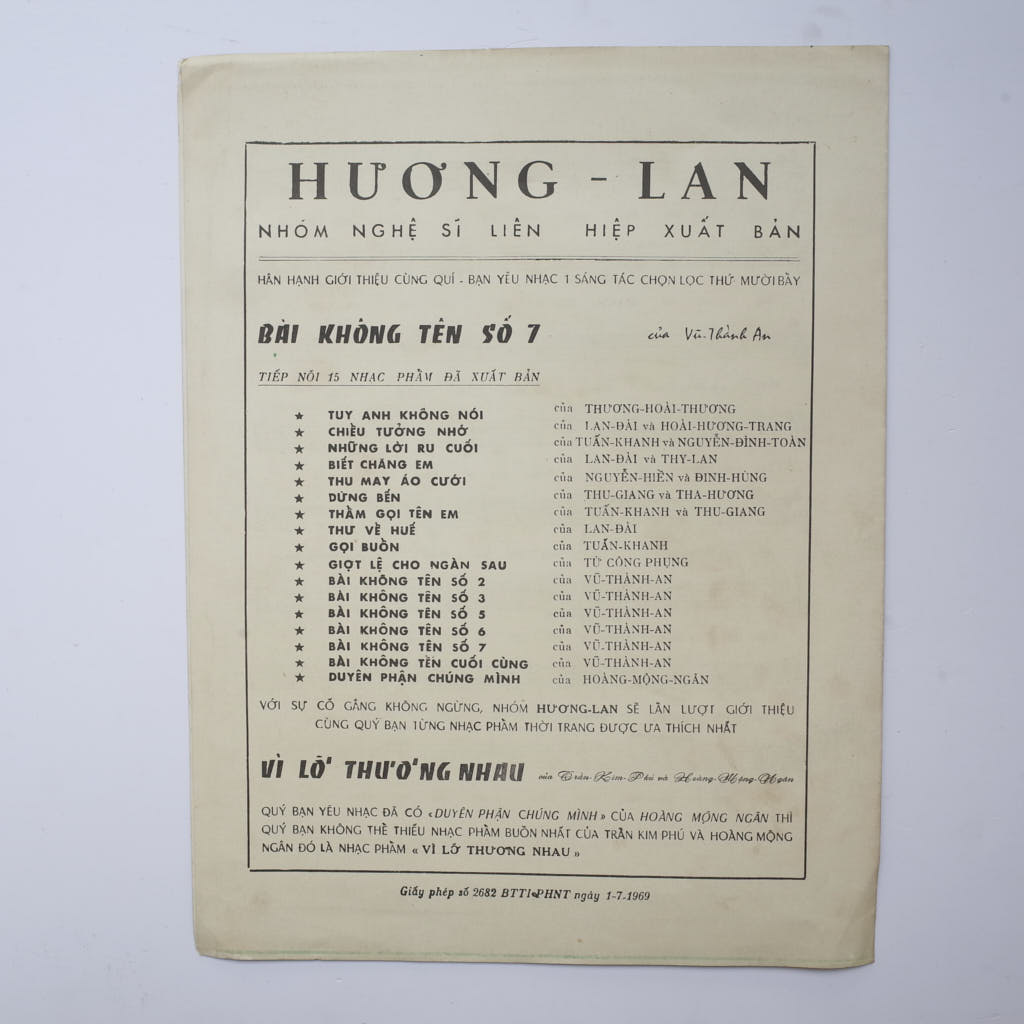 HƯƠNG - LAN
NHÓM NGHỆ SĨ LIÊN HIỆP XUẤT BẢN
HÂN HẠNH GIỚI THIỆU CÙNG QUÍ - BẠN YÊU NHẠC 1 SÁNG TÁC CHỌN LỌC THỨ MƯỜI BẢY
BÀI KHÔNG TÊN SỐ 7 của Vũ-Thành An
TIẾP NỐI 15 NHẠC PHẨM ĐÃ XUẤT BẢN
★ TUY ANH KHÔNG NÓI của THƯƠNG-HOÀI-THƯƠNG
★ CHIỀU TƯỞNG NHỚ của LAN-ĐÀI và HOÀI-HƯƠNG-TRANG
★ NHỮNG LỜI RU CUỐI của TUẤN-KHANH và NGUYỄN-ĐÌNH-TOÀN
★ BIẾT CHĂNG EM của LAN-ĐÀI và THY-LAN
★ THU MAY ÁO CƯỚI của NGUYỄN-HIỀN và ĐINH-HÙNG
★ DỪNG BẾN của THU-GIANG và THA-HƯƠNG
★ THẦM GỌI TÊN EM của TUẤN-KHANH và THU-GIANG
★ THƯ VỀ HUẾ của LAN-ĐÀI
★ GỌI BUỒN của TUẤN-KHANH
★ GIỌT LỆ CHO NGÀN SAU của TỪ CÔNG PHỤNG
★ BÀI KHÔNG TÊN SỐ 2 của VŨ-THÀNH-AN
★ BÀI KHÔNG TÊN SỐ 3 của VŨ-THÀNH-AN
★ BÀI KHÔNG TÊN SỐ 5 của VŨ-THÀNH-AN
★ BÀI KHÔNG TÊN SỐ 6 của VŨ-THÀNH-AN
★ BÀI KHÔNG TÊN SỐ 7 của VŨ-THÀNH-AN
★ BÀI KHÔNG TÊN CUỐI CÙNG của VŨ-THÀNH-AN
★ DUYÊN PHẬN CHÚNG MÌNH của HOÀNG-MỘNG-NGÂN
VỚI SỰ CỐ GẮNG KHÔNG NGỪNG, NHÓM HƯƠNG-LAN SẼ LẦN LƯỢT GIỚI THIỆU
CÙNG QUÝ BẠN TỪNG NHẠC PHẨM THỜI TRANG ĐƯỢC ƯA THÍCH NHẤT
VÌ LỠ THƯƠNG NHAU của Trần-Kim-Phú và Hoàng-Mộng-Ngân
QUÝ BẠN YÊU NHẠC ĐÃ CÓ «DUYÊN PHẬN CHÚNG MÌNH» CỦA HOÀNG MỘNG NGÂN THÌ
QUÝ BẠN KHÔNG THỂ THIẾU NHẠC PHẨM BUỒN NHẤT CỦA TRẦN KIM PHÚ VÀ HOÀNG MỘNG
NGÂN ĐÓ LÀ NHẠC PHẨM « VÌ LỠ THƯƠNG NHAU »
Giấy phép số 2682 BTTI•PHNT ngày 1-7-1969